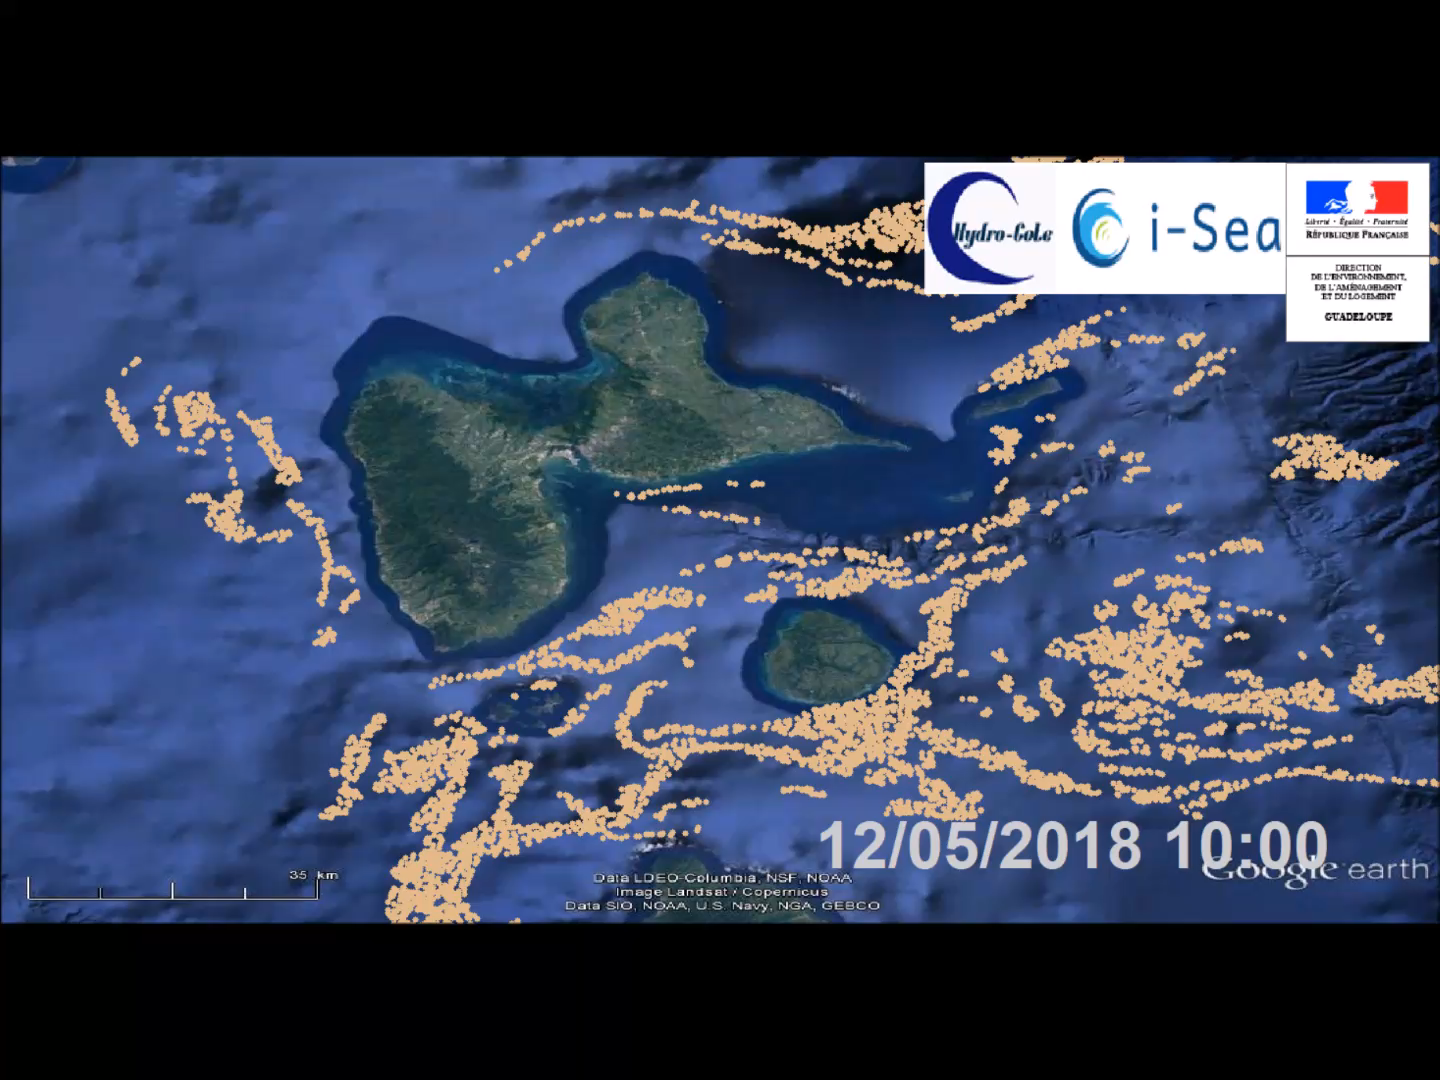 Hydro-CoLe
i-Sea
Liberté · Égalité · Fraternité
RÉPUBLIQUE FRANÇAISE
DIRECTION
DE L'ENVIRONNEMENT,
DE L'AMÉNAGEMENT
ET DU LOGEMENT
GUADELOUPE
12/05/2018 10:00
Google earth
35 km
Data LDEO-Columbia, NSF, NOAA
Image Landsat / Copernicus
Data SIO, NOAA, U.S. Navy, NGA, GEBCO